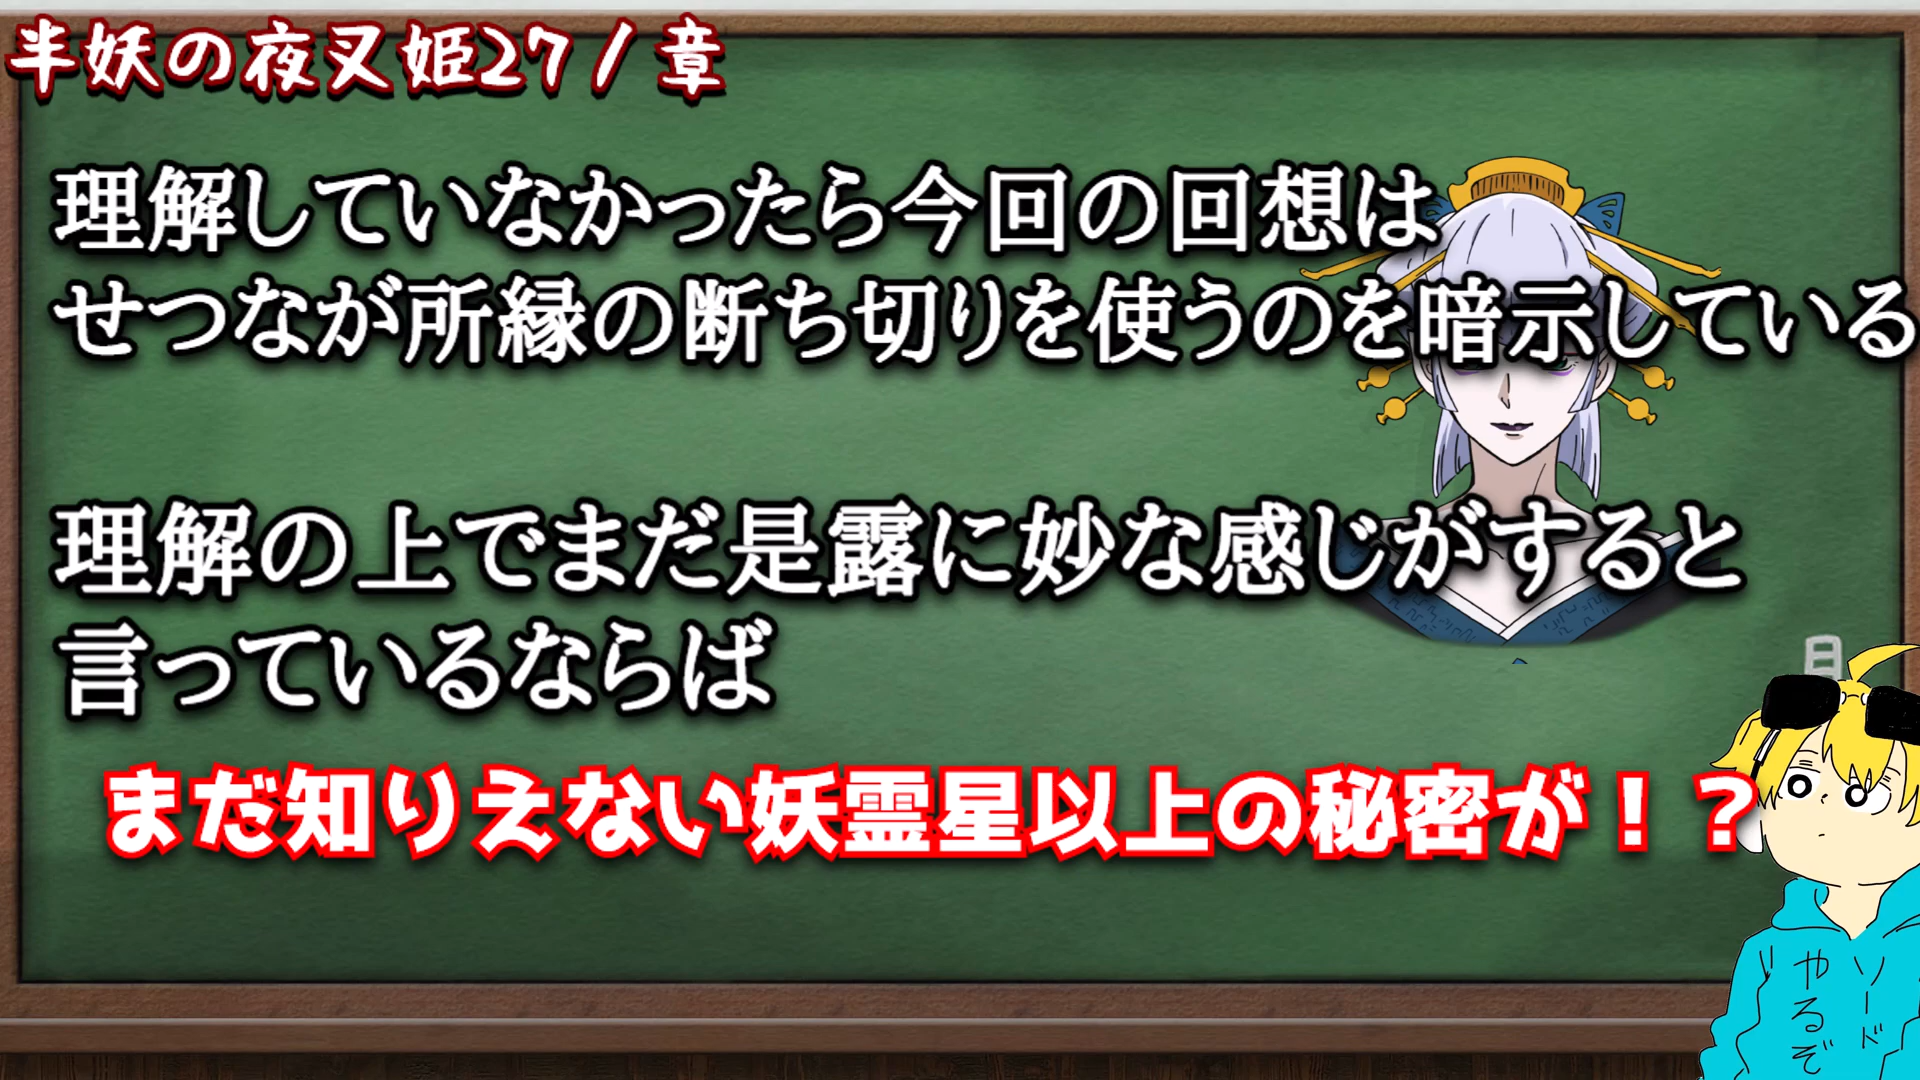 半妖の夜叉姫27ノ章
理解していなかったら今回の回想は
せつなが所縁の断ち切りを使うのを暗示している
理解の上でまだ是露に妙な感じがすると
言っているならば
まだ知りえない妖霊星以上の秘密が！？
日
ソード
やるぞ